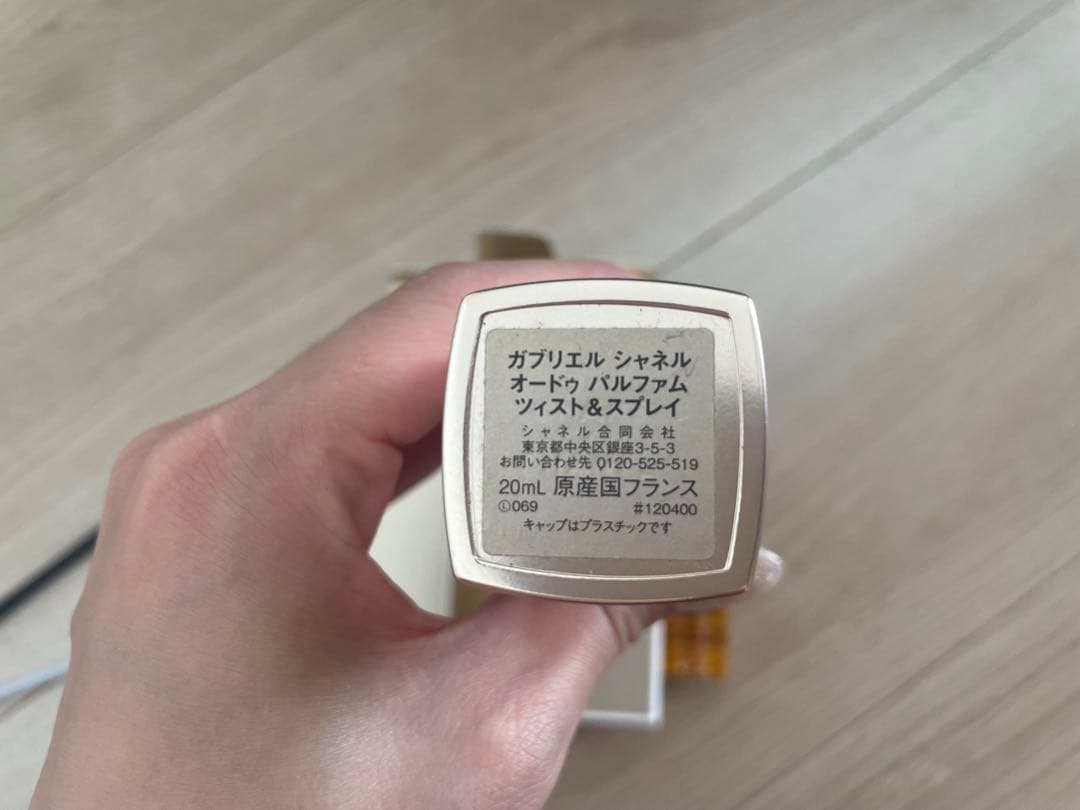 ガブリエル シャネル
オードゥ パルファム
ツィスト&スプレイ
シャネル合同会社
東京都中央区銀座3-5-3
お問い合わせ先 0120-525-519
20mL 原産国フランス
Ⓛ069 #120400
キャップはプラスチックです